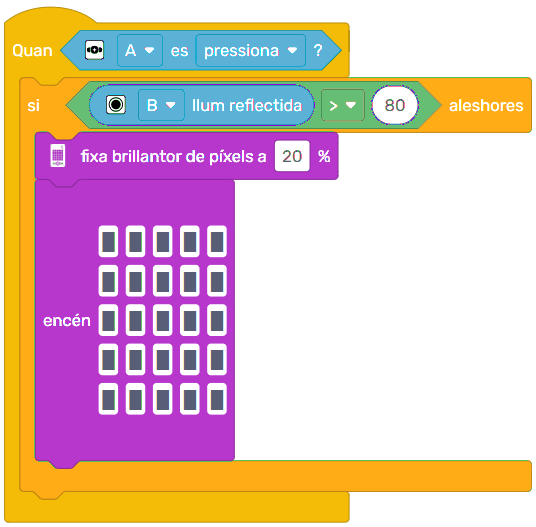 Quan A es pressiona ?
si B llum reflectida > 80 aleshores
fixa brillantor de píxels a 20 %
encén